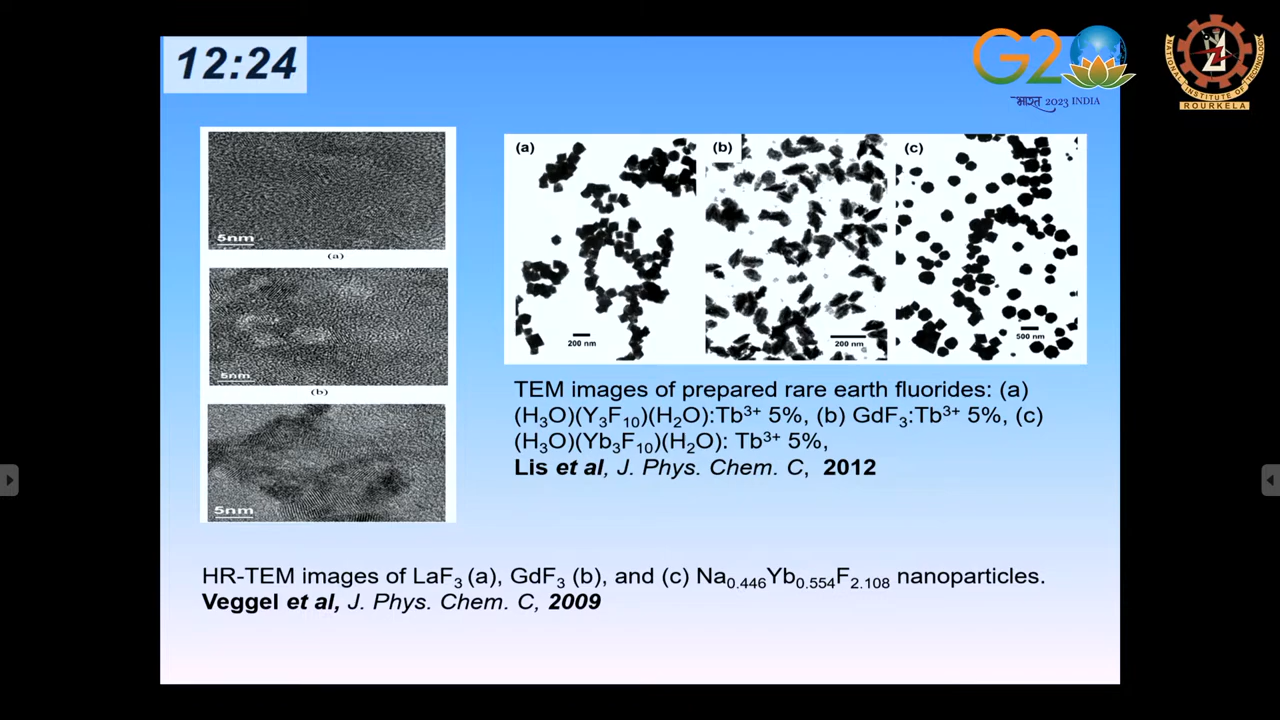 12:24
G2
भारत 2023 INDIA
NATIONAL INSTITUTE OF TECHNOLOGY
ROURKELA
5nm
(a)
5nm
(b)
5nm
(a)
(b)
(c)
200 nm
200 nm
500 nm
TEM images of prepared rare earth fluorides: (a)
(H₃O)(Y₃F₁₀)(H₂O):Tb³⁺ 5%, (b) GdF₃:Tb³⁺ 5%, (c)
(H₃O)(Yb₃F₁₀)(H₂O): Tb³⁺ 5%,
Lis et al, J. Phys. Chem. C, 2012
HR-TEM images of LaF₃ (a), GdF₃ (b), and (c) Na₀.₄₄₆Yb₀.₅₅₄F₂.₁₀₈ nanoparticles.
Veggel et al, J. Phys. Chem. C, 2009